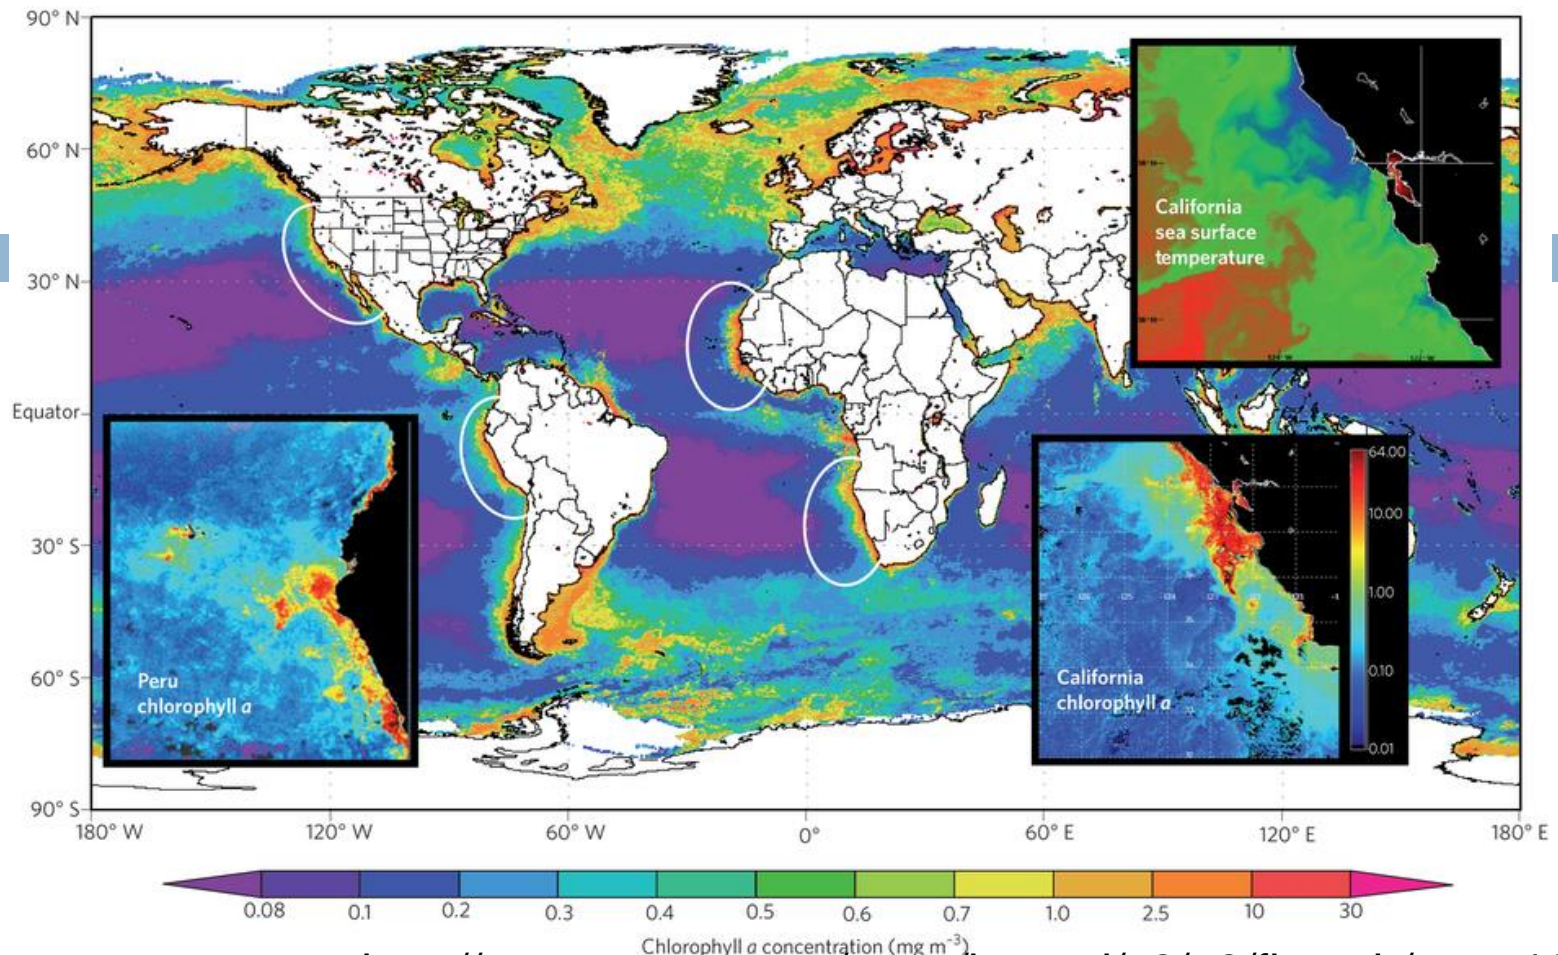 90° N
60° N
30° N
Equator
30° S
60° S
90° S
180° W
120° W
60° W
0°
60° E
120° E
180° E
California
sea surface
temperature
Peru
chlorophyll a
California
chlorophyll a
64.00
10.00
1.00
0.10
0.01
0.08
0.1
0.2
0.3
0.4
0.5
0.6
0.7
1.0
2.5
10
30
Chlorophyll a concentration (mg m⁻³)